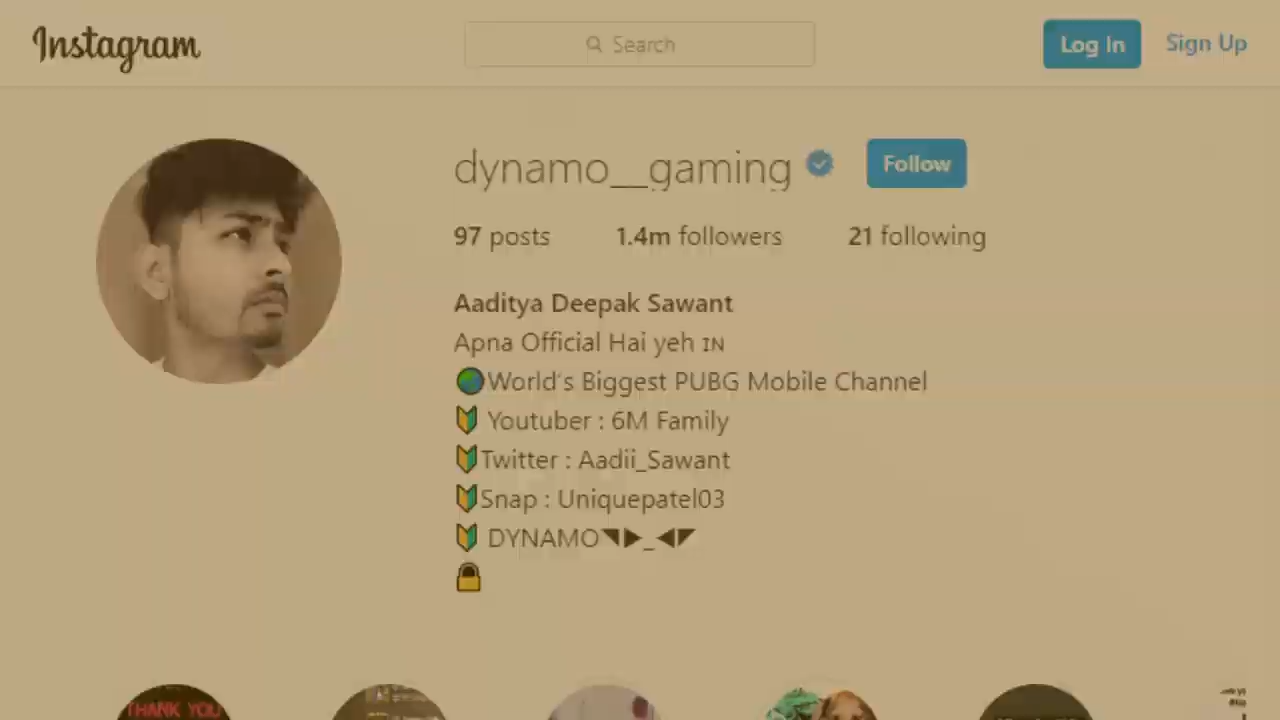 Instagram
Search
Log In
Sign Up
dynamo__gaming
Follow
97 posts
1.4m followers
21 following
Aaditya Deepak Sawant
Apna Official Hai yeh ɪɴ
🌏World's Biggest PUBG Mobile Channel
🔰 Youtuber : 6M Family
🔰Twitter : Aadii_Sawant
🔰Snap : Uniquepatel03
🔰 DYNAMO◥▶_◀◤
🔒
THANK YOU